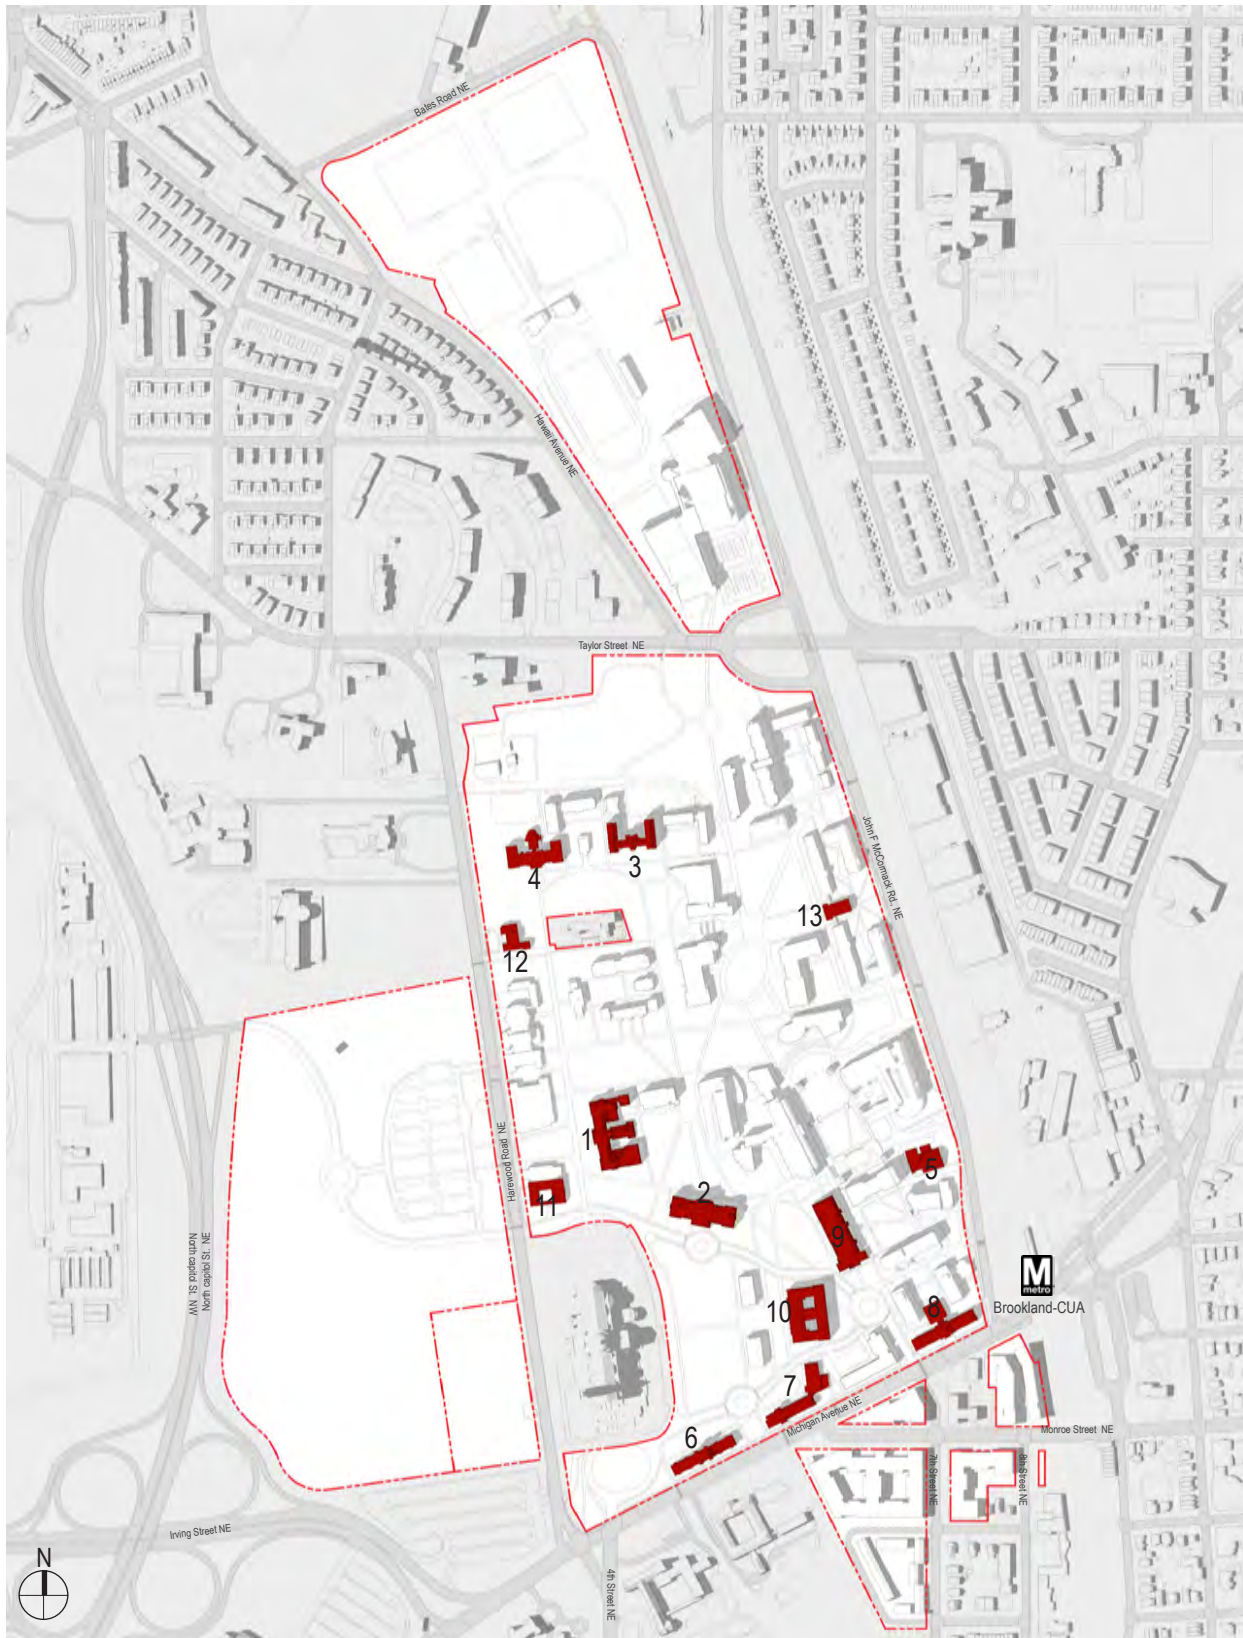 Bates Road NE
Hawaii Avenue NE
Taylor Street NE
John F McCormack Rd. NE
4
3
13
12
1
Harewood Road NE
5
2
11
9
North capitol St. NW
North capitol St. NE
M
metro
Brookland-CUA
10
8
7
Michigan Avenue NE
6
Monroe Street NE
7th Street NE
8th Street NE
Irving Street NE
N
4th Street NE